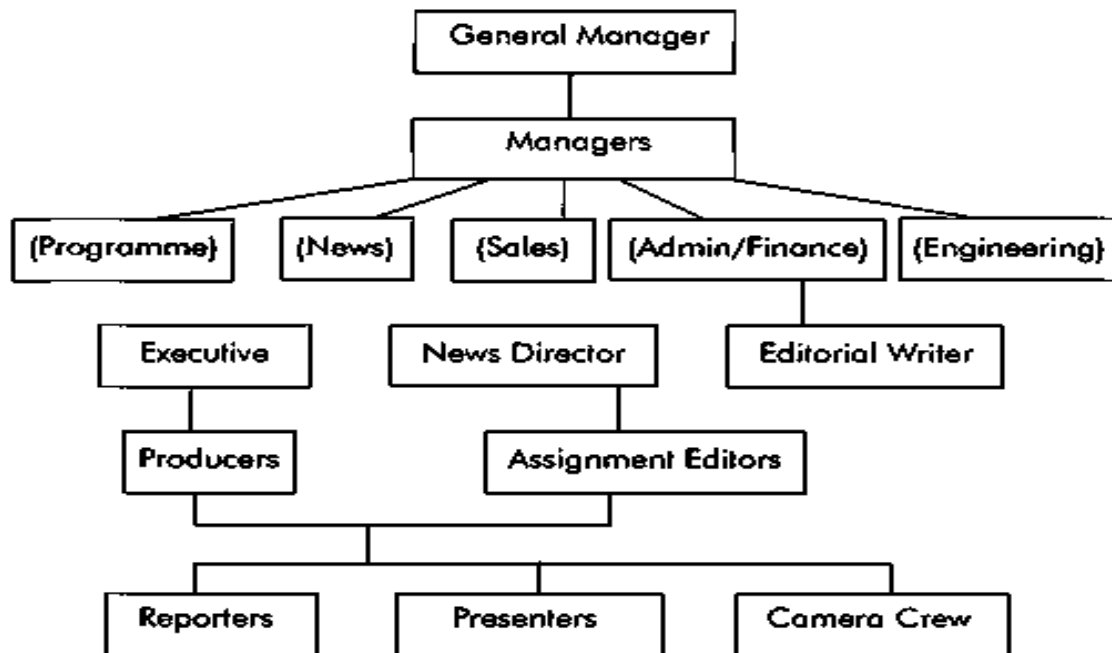 General Manager
Managers
(Programme)
(News)
(Sales)
(Admin/Finance)
(Engineering)
Executive
News Director
Editorial Writer
Producers
Assignment Editors
Reporters
Presenters
Camera Crew